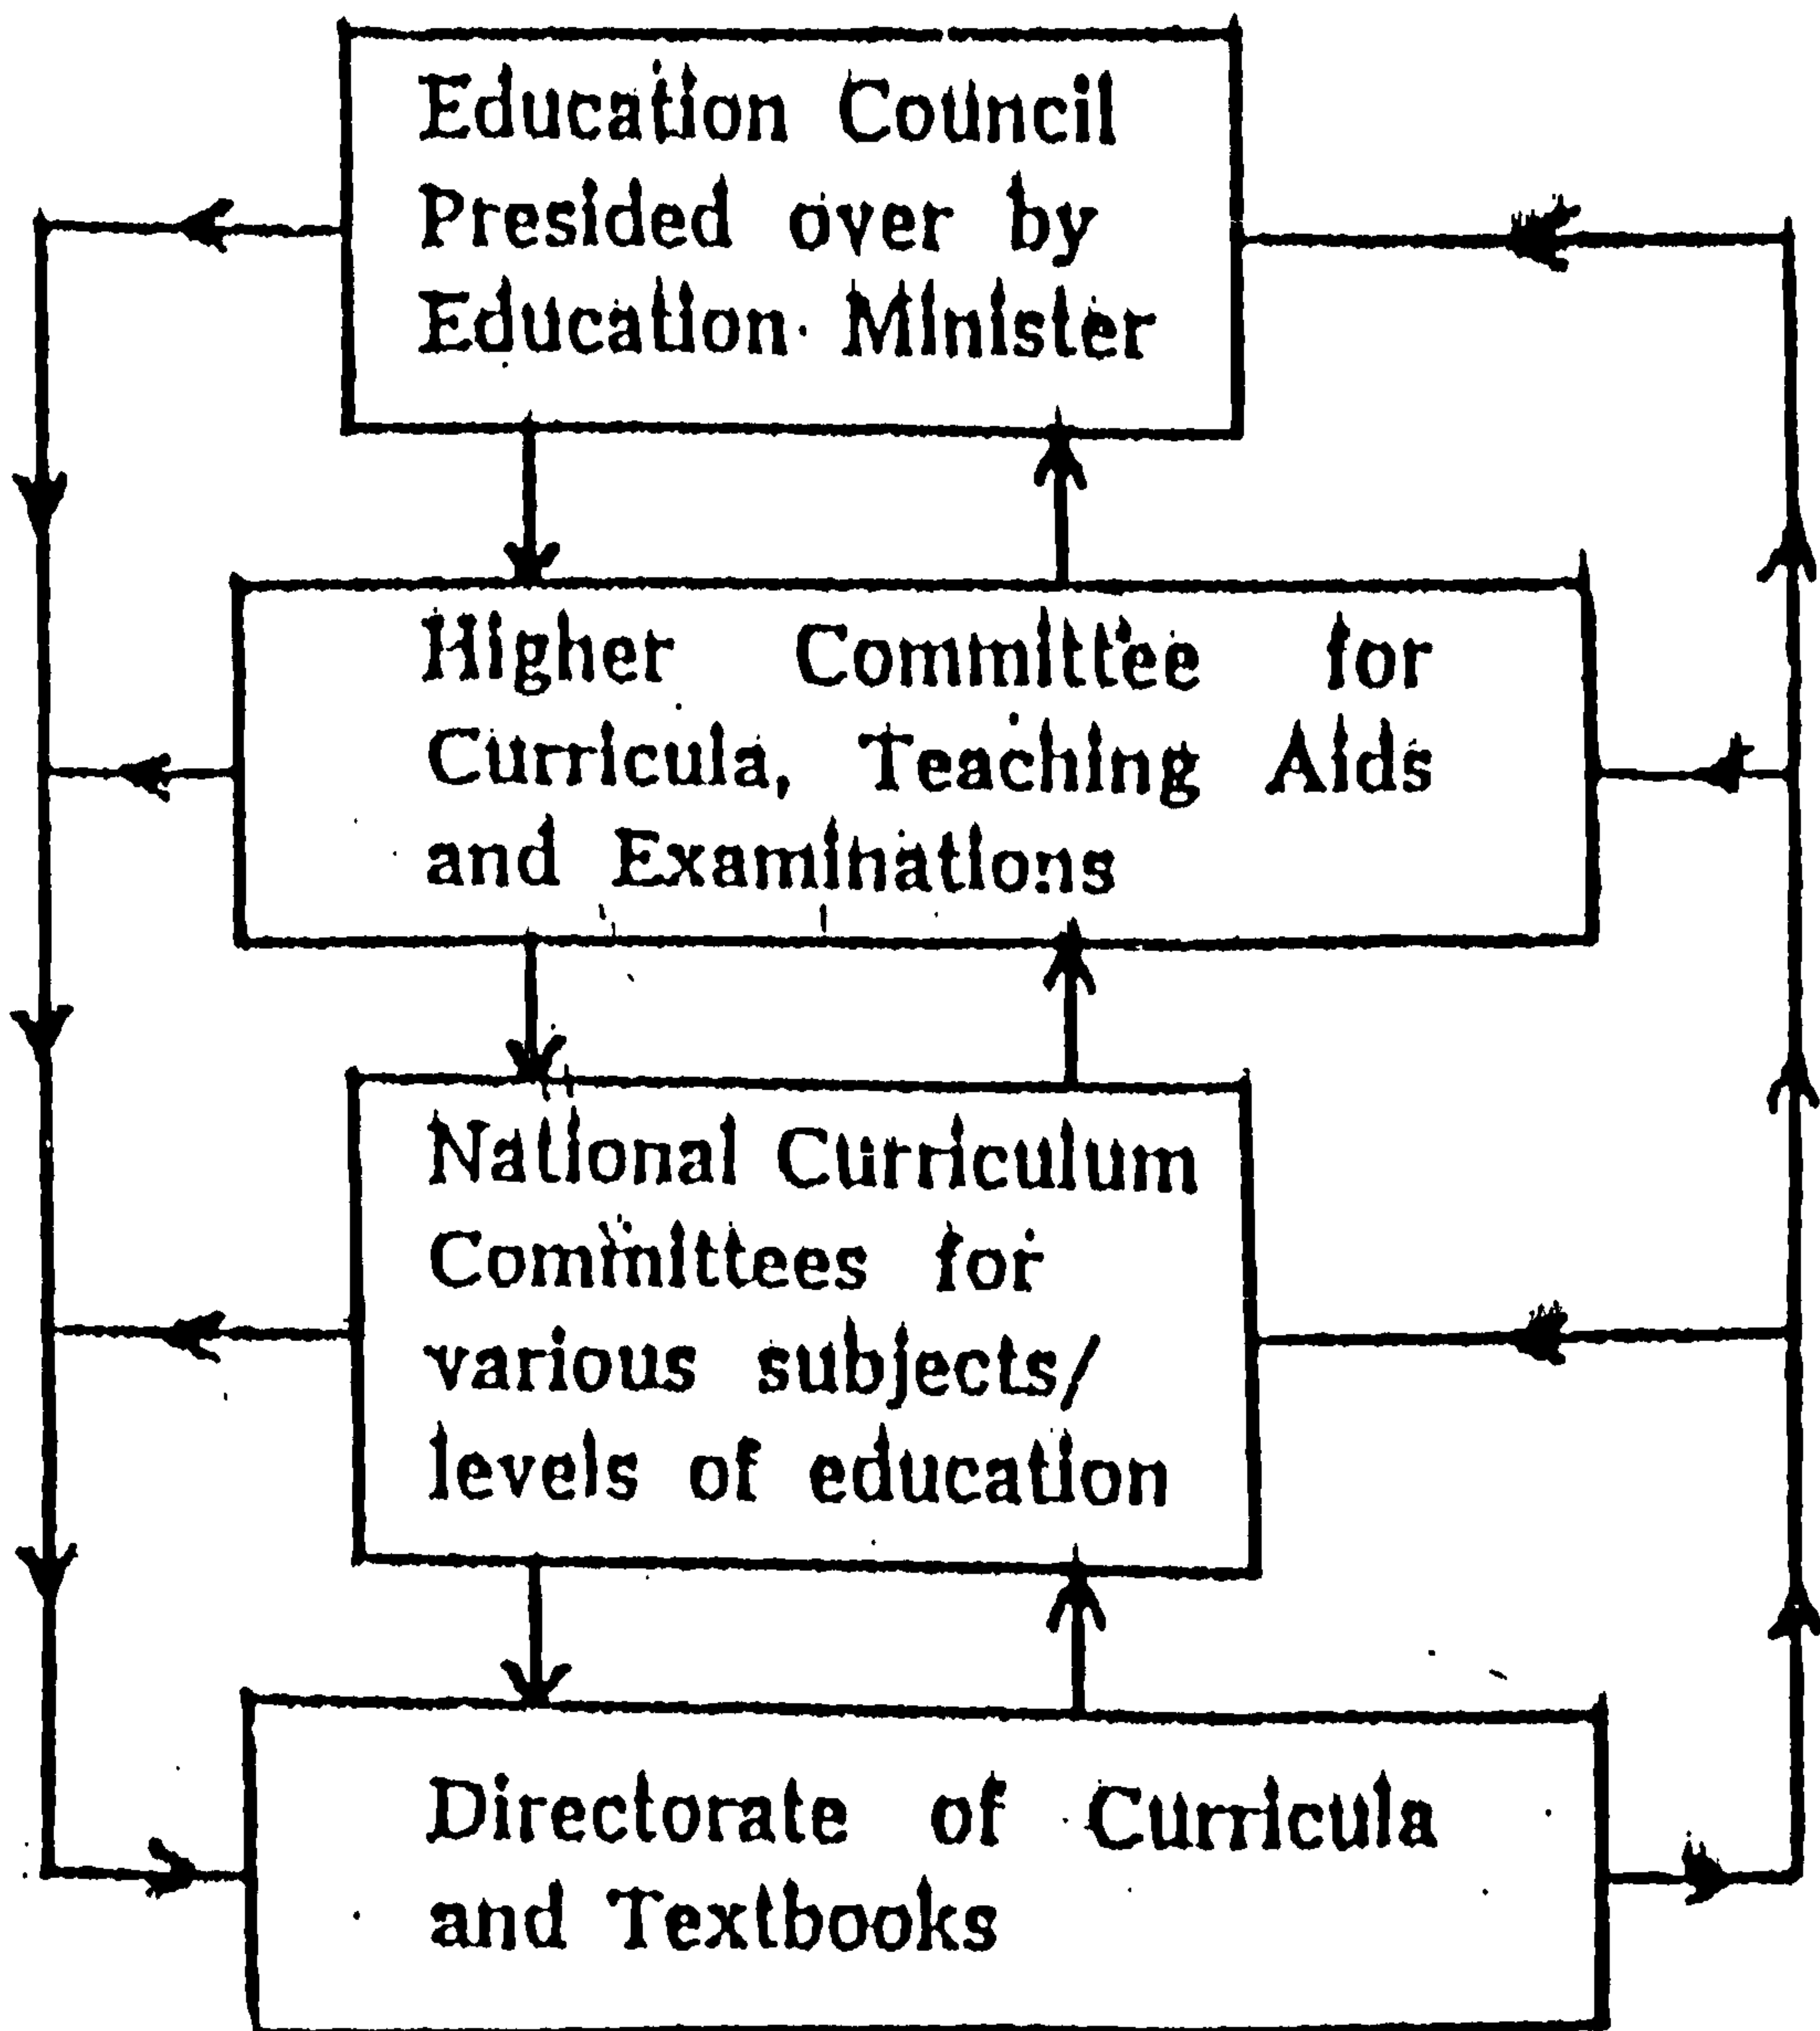 Education Council
Presided over by
Education Minister
Higher Committee for
Curricula, Teaching Aids
and Examinations
National Curriculum
Committees for
various subjects/
levels of education
Directorate of Curricula
and Textbooks